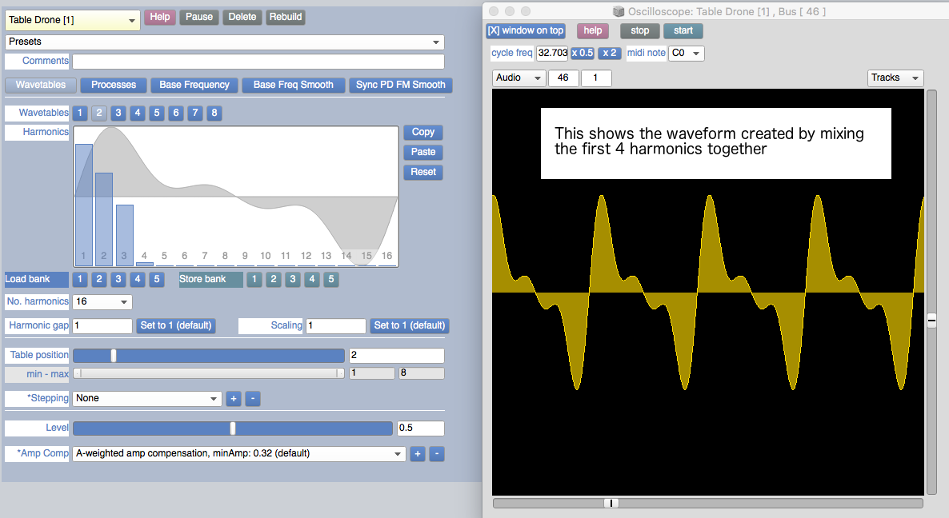 Table Drone [1] Help Pause Delete Rebuild
Presets
Comments
Wavetables Processes Base Frequency Base Freq Smooth Sync PD FM Smooth
Wavetables 1 2 3 4 5 6 7 8
Harmonics
Copy
Paste
Reset
1 2 3 4 5 6 7 8 9 10 11 12 13 14 15 16
Load bank 1 2 3 4 5 Store bank 1 2 3 4 5
No. harmonics 16
Harmonic gap 1 Set to 1 (default) Scaling 1 Set to 1 (default)
Table position 2
min - max 1 8
*Stepping None + -
Level 0.5
*Amp Comp A-weighted amp compensation, minAmp: 0.32 (default) + -
Oscilloscope: Table Drone [1] , Bus [ 46 ]
[X] window on top help stop start
cycle freq 32.703 x 0.5 x 2 midi note C0
Audio 46 1 Tracks
This shows the waveform created by mixing
the first 4 harmonics together